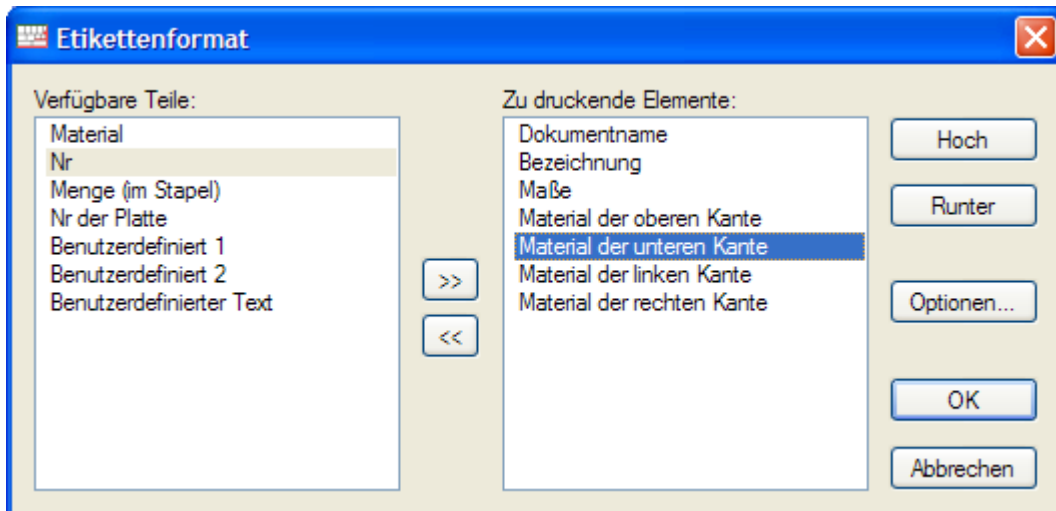 Etikettenformat
Verfügbare Teile:
Material
Nr
Menge (im Stapel)
Nr der Platte
Benutzerdefiniert 1
Benutzerdefiniert 2
Benutzerdefinierter Text
>>
<<
Zu druckende Elemente:
Dokumentname
Bezeichnung
Maße
Material der oberen Kante
Material der unteren Kante
Material der linken Kante
Material der rechten Kante
Hoch
Runter
Optionen...
OK
Abbrechen